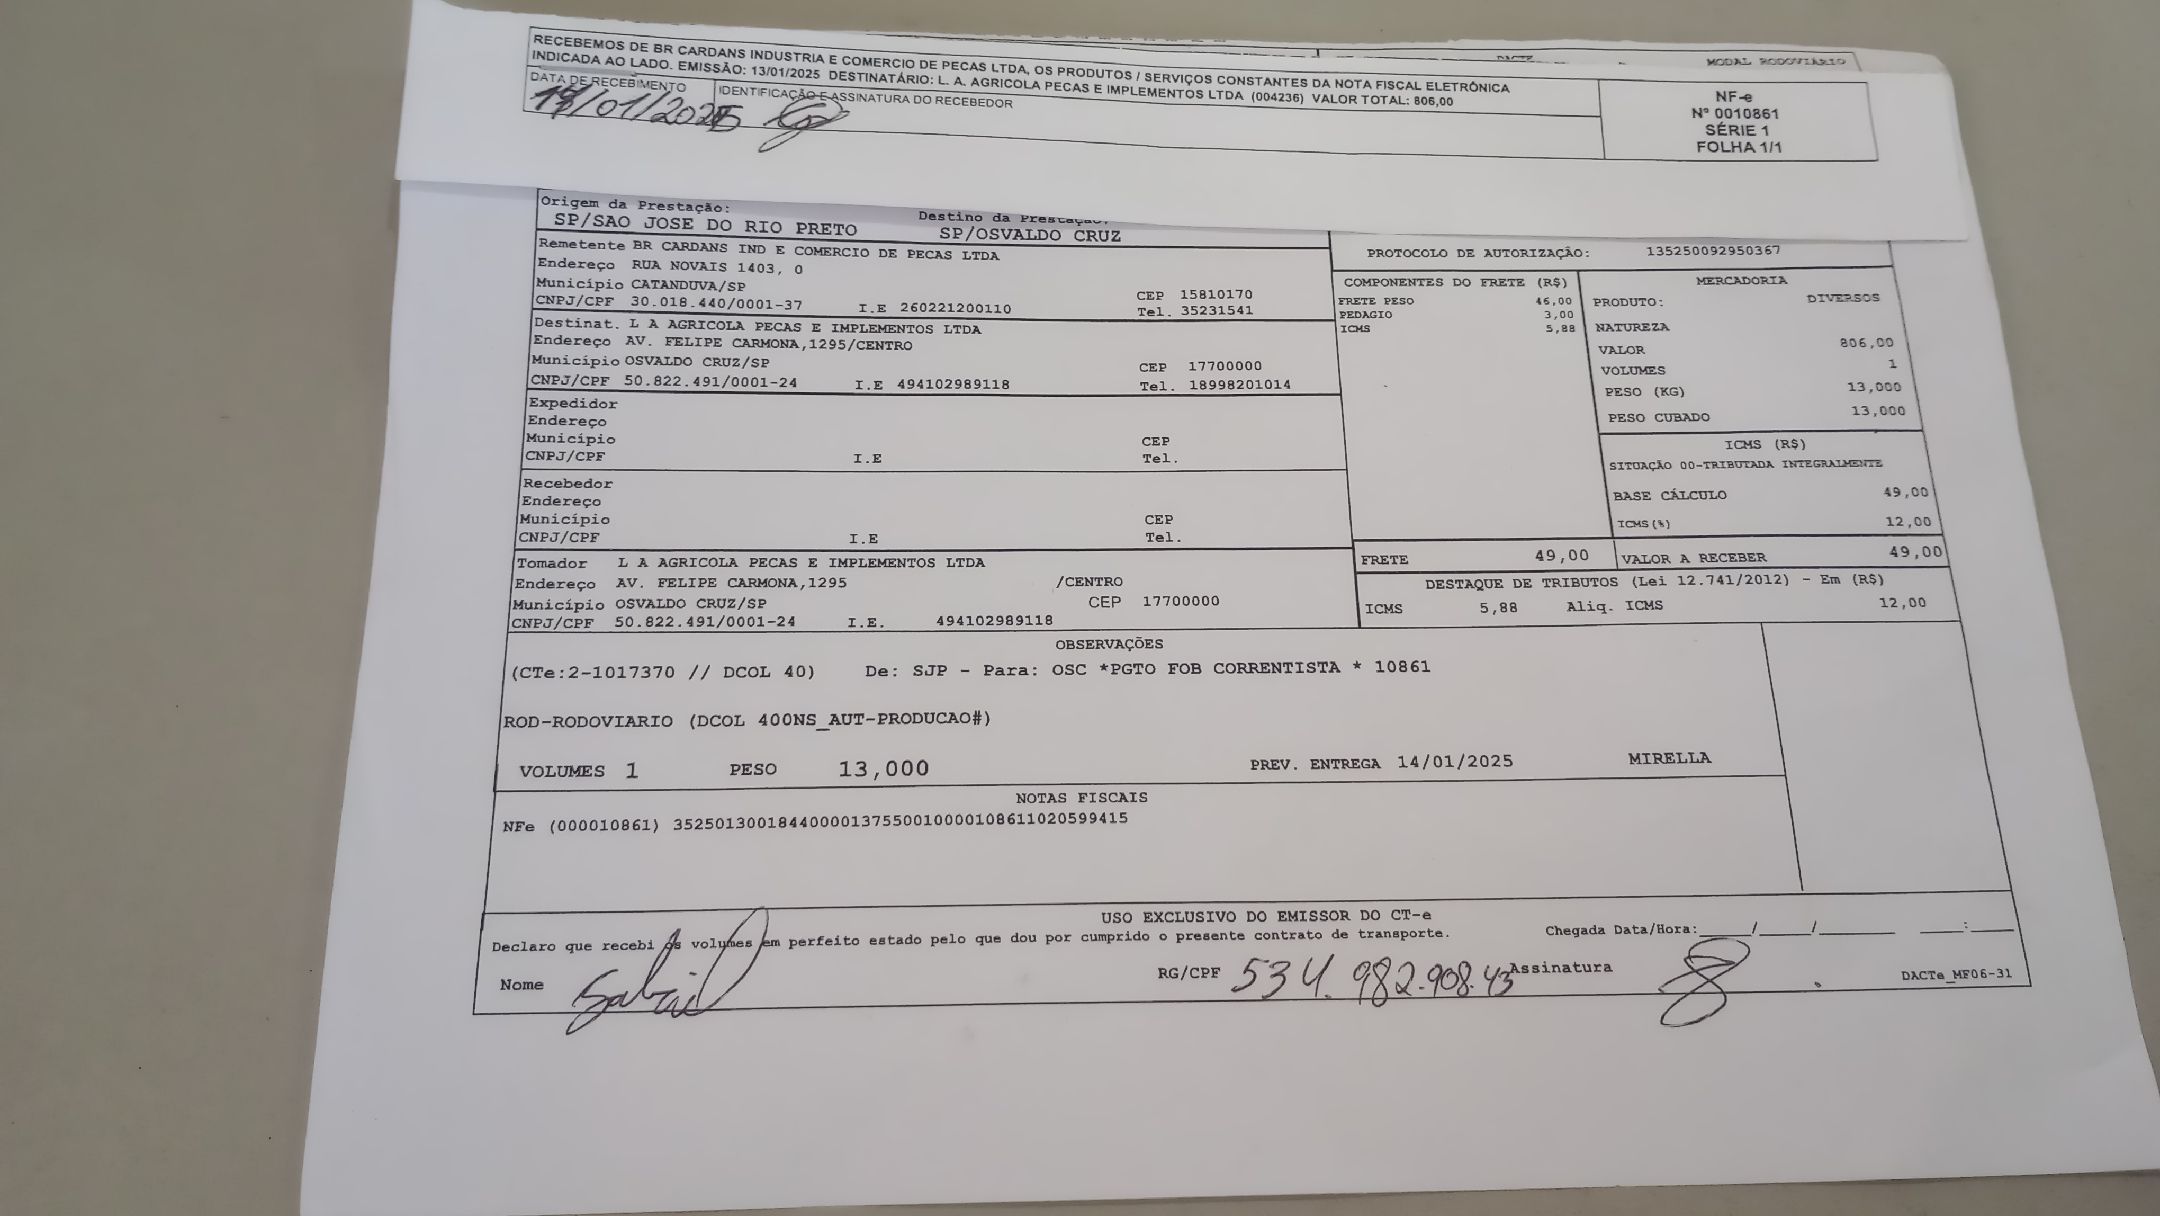 RECEBEMOS DE BR CARDANS INDUSTRIA E COMERCIO DE PECAS LTDA, OS PRODUTOS / SERVIÇOS CONSTANTES DA NOTA FISCAL ELETRÔNICA
INDICADA AO LADO. EMISSÃO: 13/01/2025 DESTINATÁRIO: L. A. AGRICOLA PECAS E IMPLEMENTOS LTDA (004236) VALOR TOTAL: 806,00
DATA DE RECEBIMENTO
IDENTIFICAÇÃO E ASSINATURA DO RECEBEDOR
/01/2025
NF-e
Nº 0010861
SÉRIE 1
FOLHA 1/1
DACTE
MODAL RODOVIÁRIO
Origem da Prestação:
SP/SAO JOSE DO RIO PRETO
Destino da Prestação:
SP/OSVALDO CRUZ
Remetente BR CARDANS IND E COMERCIO DE PECAS LTDA
Endereço RUA NOVAIS 1403, 0
Município CATANDUVA/SP
CEP 15810170
CNPJ/CPF 30.018.440/0001-37 I.E 260221200110 Tel. 35231541
Destinat. L A AGRICOLA PECAS E IMPLEMENTOS LTDA
Endereço AV. FELIPE CARMONA,1295/CENTRO
Município OSVALDO CRUZ/SP CEP 17700000
CNPJ/CPF 50.822.491/0001-24 I.E 494102989118 Tel. 18998201014
Expedidor
Endereço
Município CEP
CNPJ/CPF I.E Tel.
Recebedor
Endereço
Município CEP
CNPJ/CPF I.E Tel.
Tomador L A AGRICOLA PECAS E IMPLEMENTOS LTDA
Endereço AV. FELIPE CARMONA,1295 /CENTRO
Município OSVALDO CRUZ/SP CEP 17700000
CNPJ/CPF 50.822.491/0001-24 I.E. 494102989118
PROTOCOLO DE AUTORIZAÇÃO: 135250092950367
COMPONENTES DO FRETE (R$)
FRETE PESO 46,00
PEDAGIO 3,00
ICMS 5,88
MERCADORIA
PRODUTO: DIVERSOS
NATUREZA
VALOR 806,00
VOLUMES 1
PESO (KG) 13,000
PESO CUBADO 13,000
ICMS (R$)
SITUAÇÃO 00-TRIBUTADA INTEGRALMENTE
BASE CÁLCULO 49,00
ICMS(%) 12,00
FRETE 49,00 VALOR A RECEBER 49,00
DESTAQUE DE TRIBUTOS (Lei 12.741/2012) - Em (R$)
ICMS 5,88 Aliq. ICMS 12,00
OBSERVAÇÕES
(CTe:2-1017370 // DCOL 40) De: SJP - Para: OSC *PGTO FOB CORRENTISTA * 10861
ROD-RODOVIARIO (DCOL 400NS_AUT-PRODUCAO#)
VOLUMES 1 PESO 13,000 PREV. ENTREGA 14/01/2025 MIRELLA
NOTAS FISCAIS
NFe (000010861) 35250130018440000137550010000108611020599415
USO EXCLUSIVO DO EMISSOR DO CT-e
Declaro que recebi os volumes em perfeito estado pelo que dou por cumprido o presente contrato de transporte. Chegada Data/Hora:_____/_____/_______ ____:____
Nome Gabriel RG/CPF 534.982.908.43 Assinatura
DACTe_MF06-31